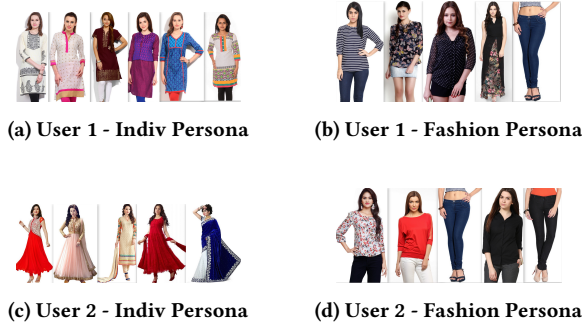 (a) User 1 - Indiv Persona
(b) User 1 - Fashion Persona
(c) User 2 - Indiv Persona
(d) User 2 - Fashion Persona